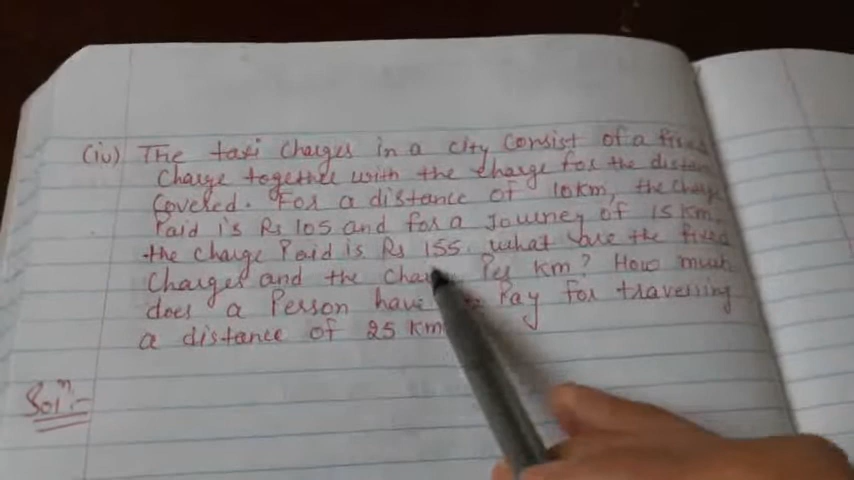 (iv) The taxi charges in a city consist of a fixed
charge together with the charge for the distance
covered. For a distance of 10 km, the charge
Paid is Rs 105 and for a Journey of 15 km,
the charge Paid is Rs 155. what are the fixed
Charges and the charge Per km? How much
does a Person have to Pay for travelling
a distance of 25 km
Solⁿ:-